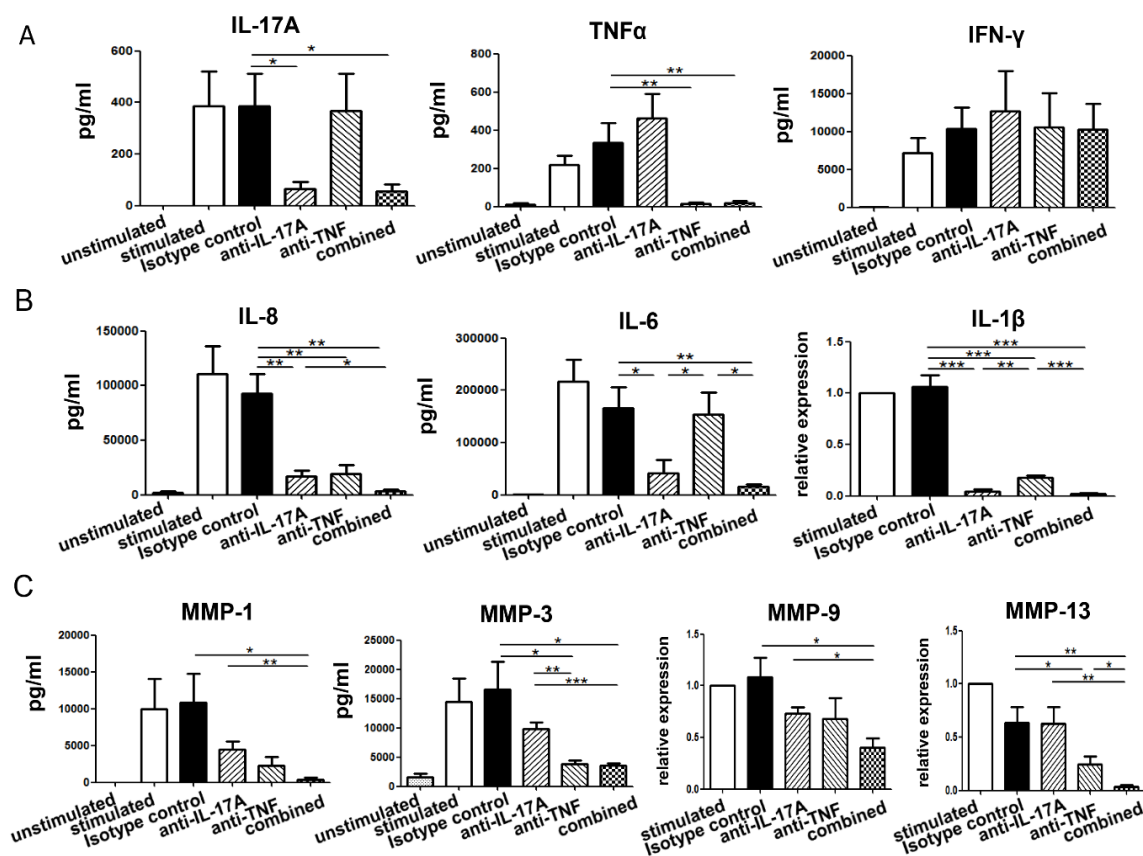 A
IL-17A
pg/ml
600
400
200
0
*
*
unstimulated
stimulated
Isotype control
anti-IL-17A
anti-TNF
combined
TNFα
pg/ml
800
600
400
200
0
**
**
unstimulated
stimulated
Isotype control
anti-IL-17A
anti-TNF
combined
IFN-γ
pg/ml
20000
15000
10000
5000
0
unstimulated
stimulated
Isotype control
anti-IL-17A
anti-TNF
combined
B
IL-8
pg/ml
150000
100000
50000
0
**
**
** *
unstimulated
stimulated
Isotype control
anti-IL-17A
anti-TNF
combined
IL-6
pg/ml
300000
200000
100000
0
**
* * *
unstimulated
stimulated
Isotype control
anti-IL-17A
anti-TNF
combined
IL-1β
relative expression
1.5
1.0
0.5
0.0
***
***
*** ** ***
stimulated
Isotype control
anti-IL-17A
anti-TNF
combined
C
MMP-1
pg/ml
20000
15000
10000
5000
0
*
**
unstimulated
stimulated
Isotype control
anti-IL-17A
anti-TNF
combined
MMP-3
pg/ml
25000
20000
15000
10000
5000
0
*
*
**
***
unstimulated
stimulated
Isotype control
anti-IL-17A
anti-TNF
combined
MMP-9
relative expression
1.5
1.0
0.5
0.0
*
*
stimulated
Isotype control
anti-IL-17A
anti-TNF
combined
MMP-13
relative expression
1.5
1.0
0.5
0.0
**
* *
**
stimulated
Isotype control
anti-IL-17A
anti-TNF
combined